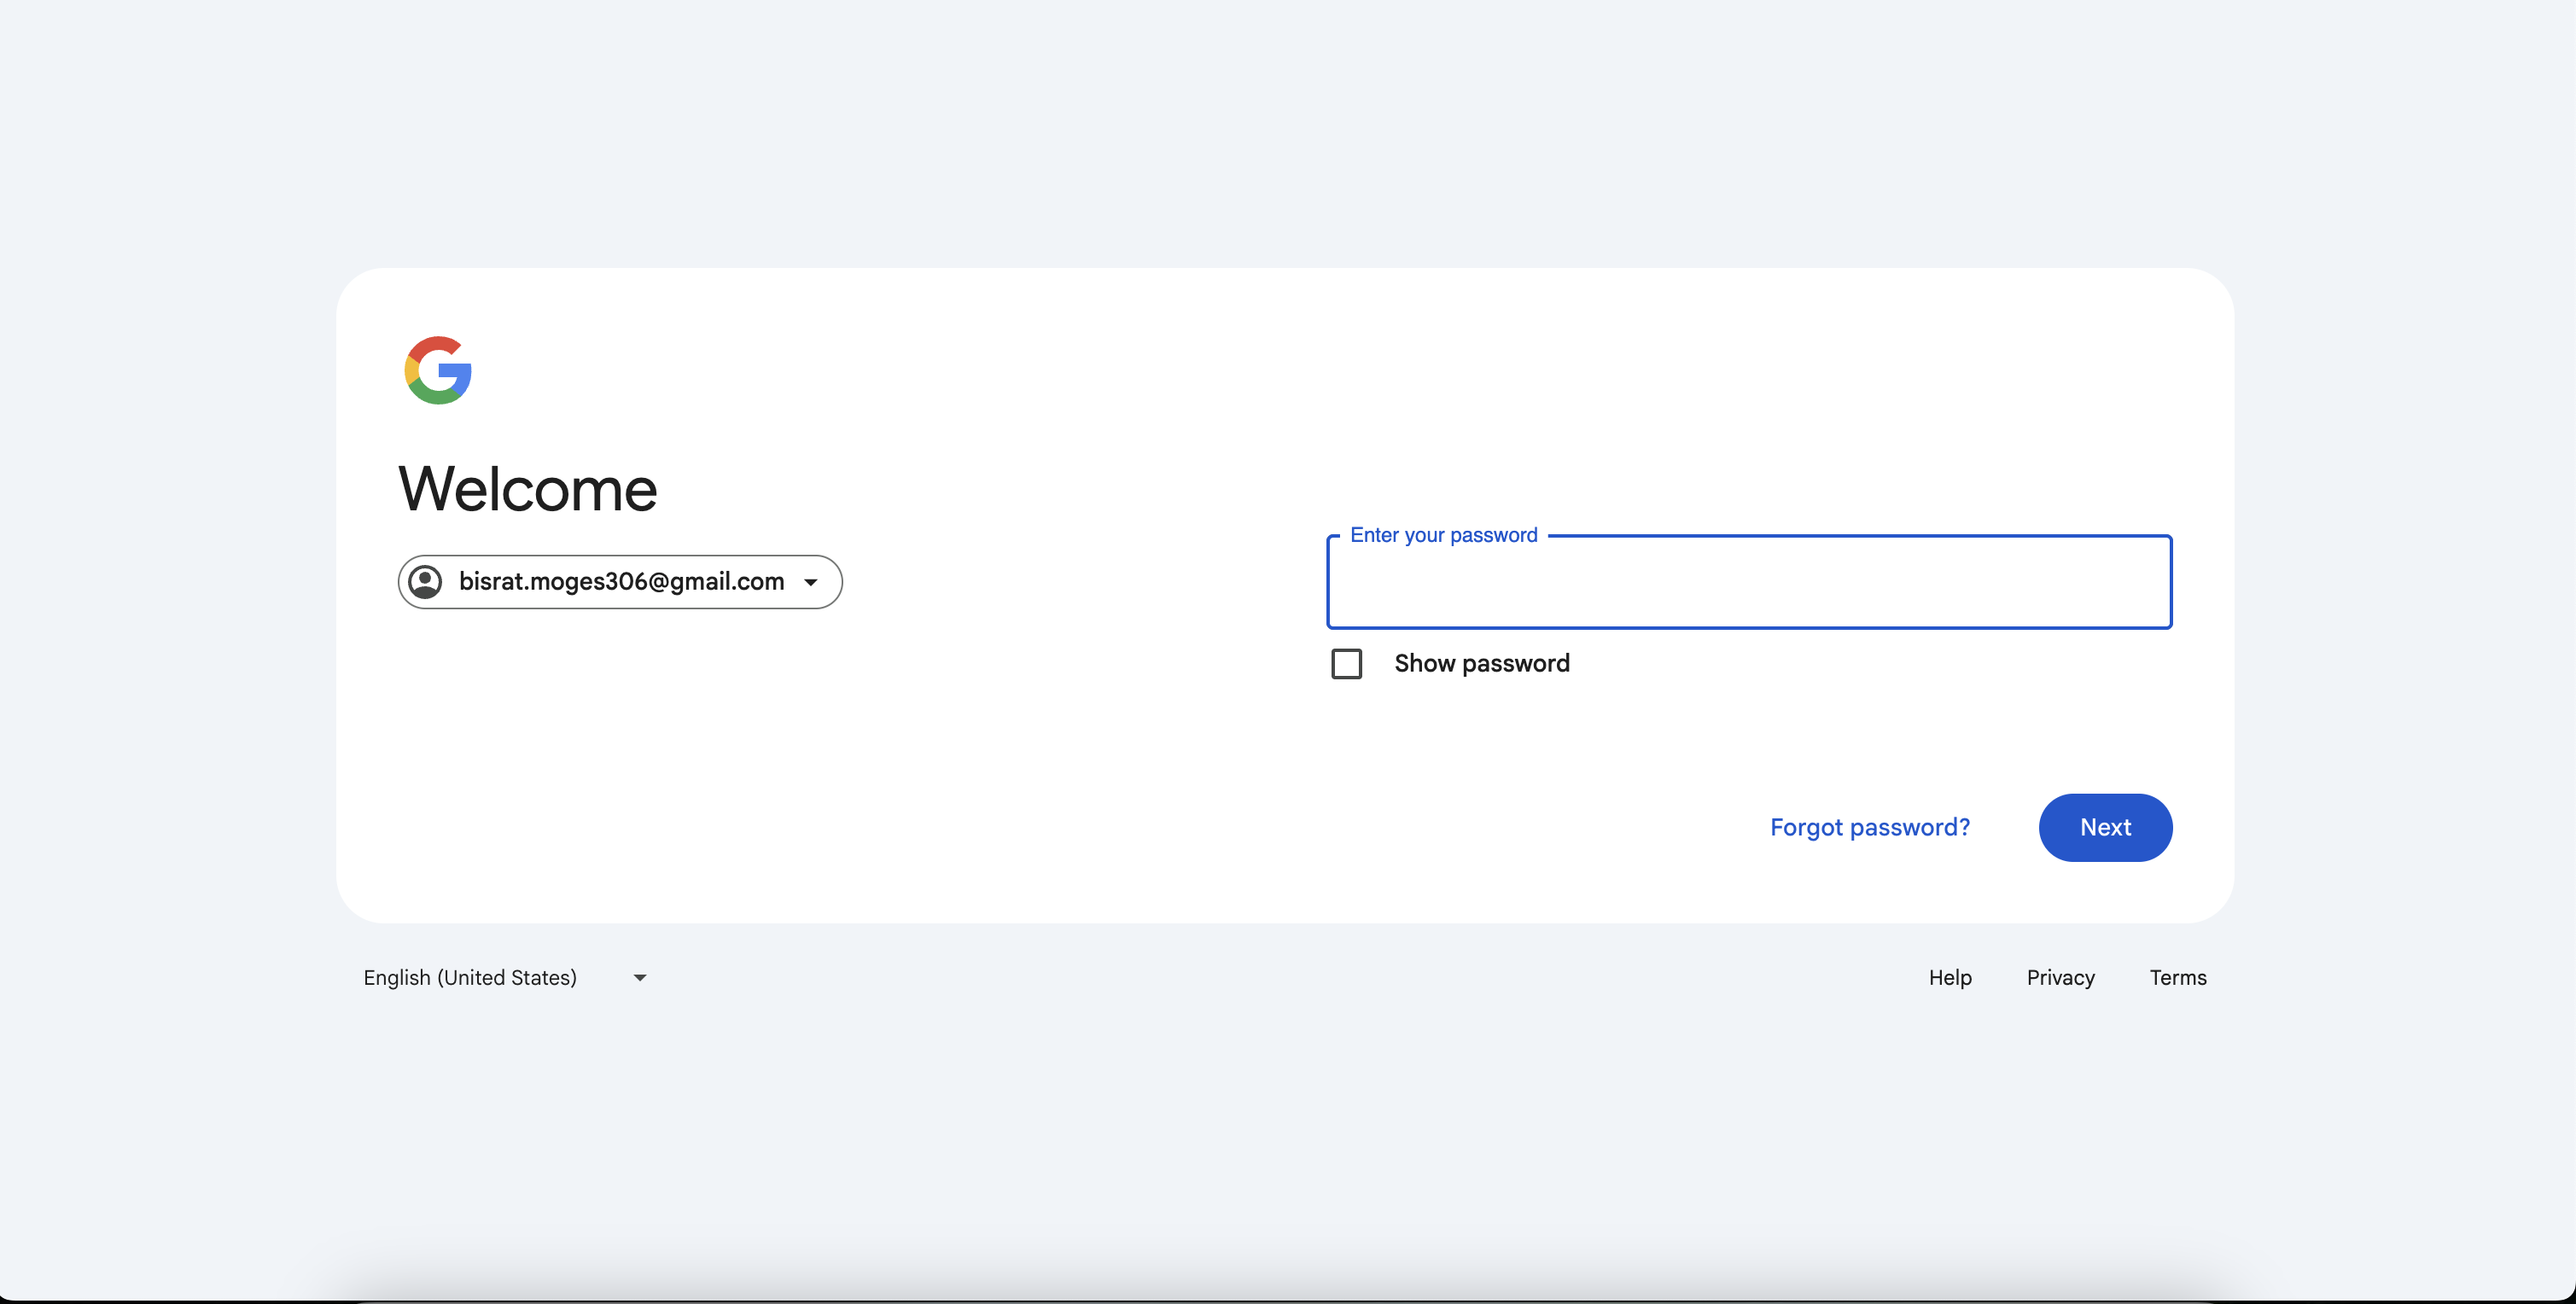 Welcome
bisrat.moges306@gmail.com
Enter your password
Show password
Forgot password?
Next
English (United States)
Help
Privacy
Terms